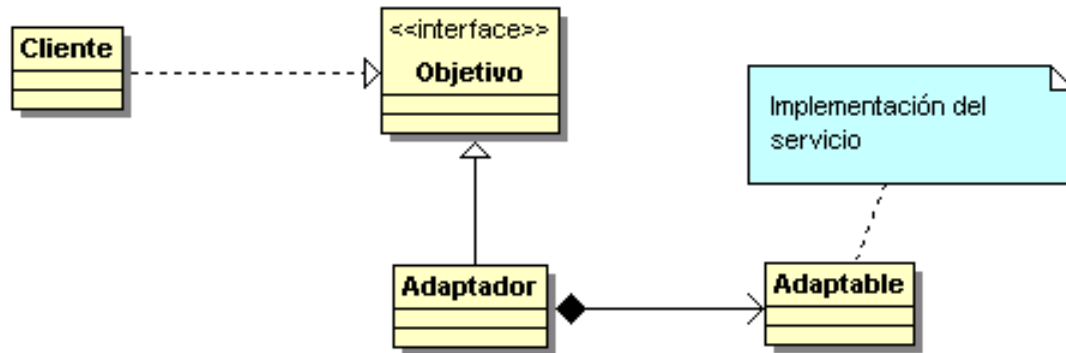 Cliente
<<interface>>
Objetivo
Implementación del
servicio
Adaptador
Adaptable